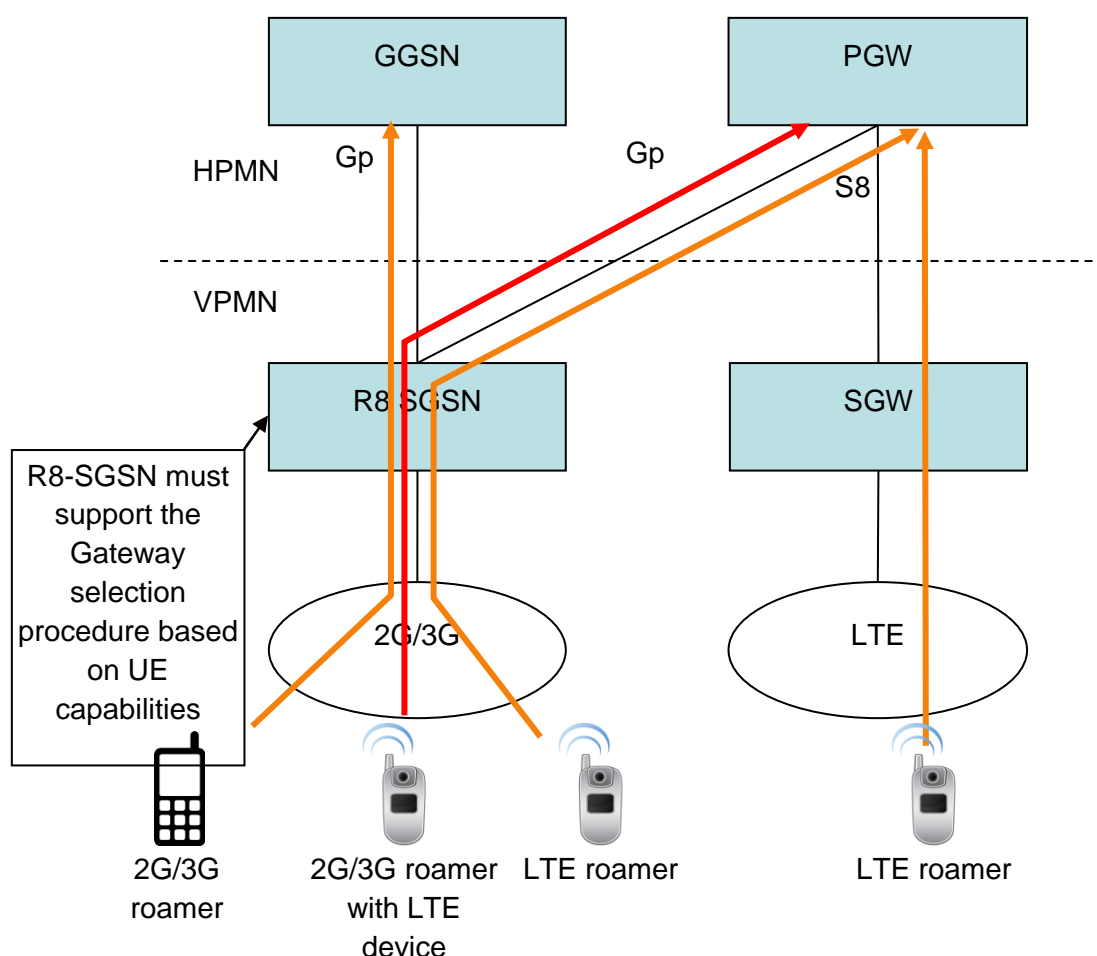 GGSN
PGW
Gp
Gp
HPMN
S8
VPMN
R8 SGSN
SGW
R8-SGSN must
support the
Gateway
selection
procedure based
on UE
capabilities
2G/3G
LTE
2G/3G
roamer
2G/3G roamer
with LTE
device
LTE roamer
LTE roamer